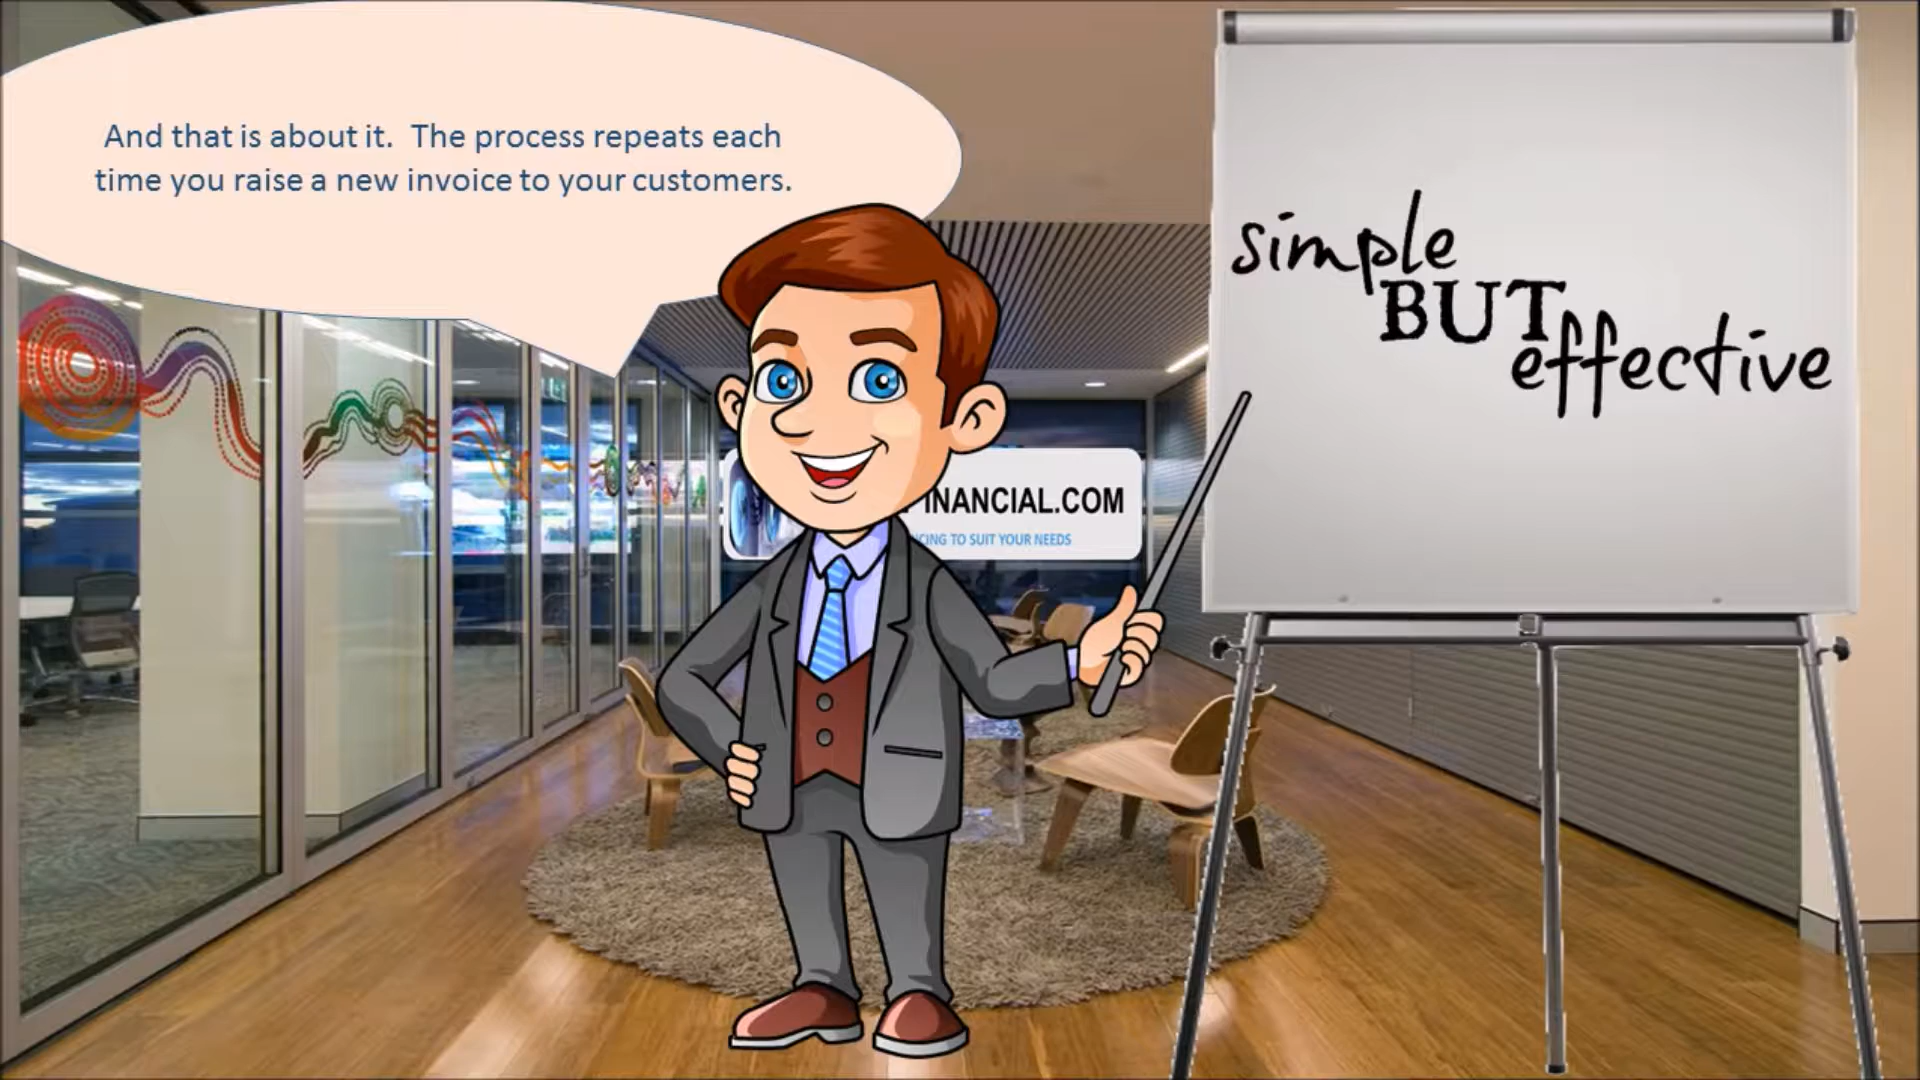 And that is about it.  The process repeats each
time you raise a new invoice to your customers.
simple
BUT
effective
INANCIAL.COM
TO SUIT YOUR NEEDS